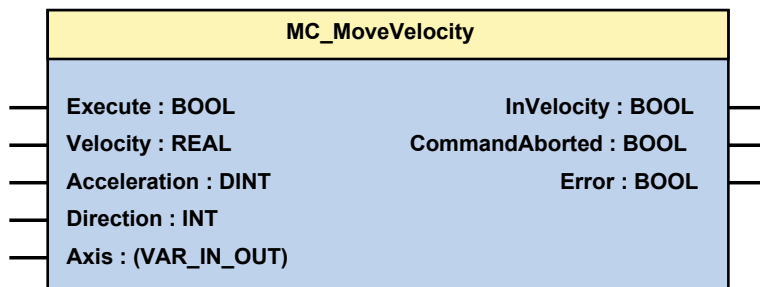 MC_MoveVelocity
Execute : BOOL
InVelocity : BOOL
Velocity : REAL
CommandAborted : BOOL
Acceleration : DINT
Error : BOOL
Direction : INT
Axis : (VAR_IN_OUT)